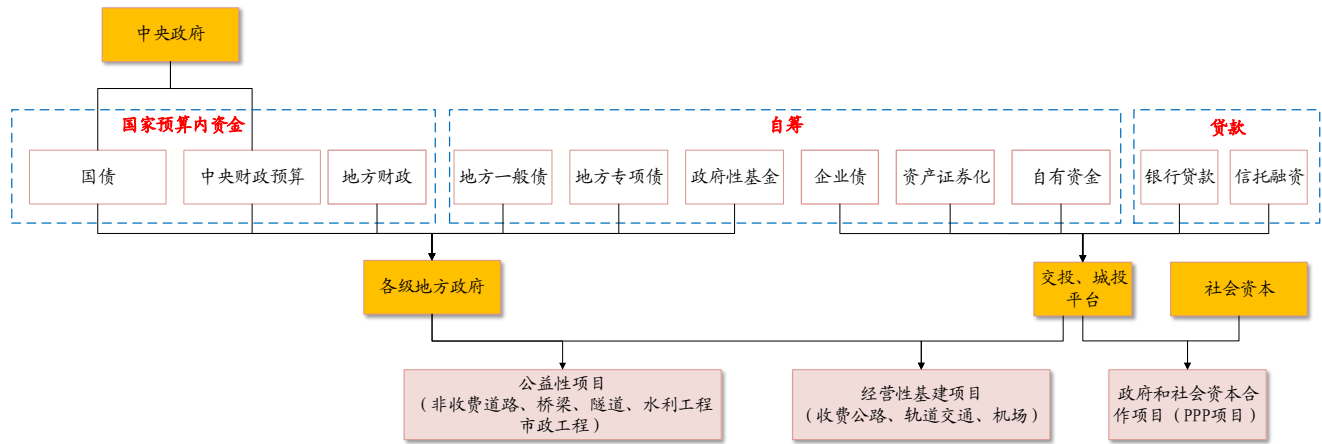 中央政府
国家预算内资金
自筹
贷款
国债
中央财政预算
地方财政
地方一般债
地方专项债
政府性基金
企业债
资产证券化
自有资金
银行贷款
信托融资
各级地方政府
交投、城投
平台
社会资本
公益性项目
（非收费道路、桥梁、隧道、水利工程
市政工程）
经营性基建项目
（收费公路、轨道交通、机场）
政府和社会资本合
作项目（PPP项目）